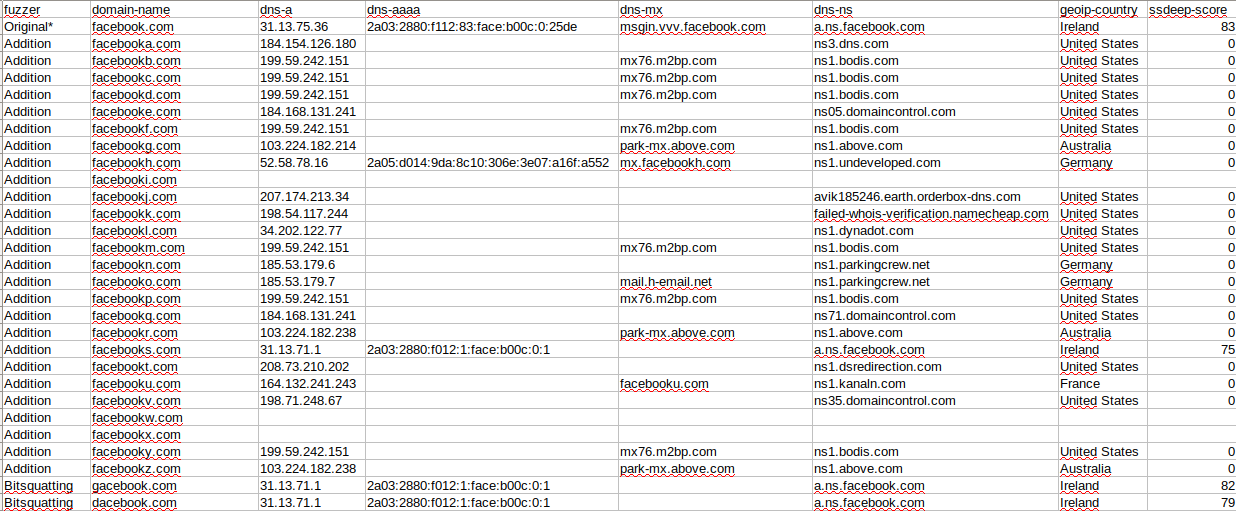 fuzzer domain-name dns-a dns-aaaa dns-mx dns-ns geoip-country ssdeep-score
Original* facebook.com 31.13.75.36 2a03:2880:f112:83:face:b00c:0:25de msgin.vvv.facebook.com a.ns.facebook.com Ireland 83
Addition facebooka.com 184.154.126.180 ns3.dns.com United States 0
Addition facebookb.com 199.59.242.151 mx76.m2bp.com ns1.bodis.com United States 0
Addition facebookc.com 199.59.242.151 mx76.m2bp.com ns1.bodis.com United States 0
Addition facebookd.com 199.59.242.151 mx76.m2bp.com ns1.bodis.com United States 0
Addition facebooke.com 184.168.131.241 ns05.domaincontrol.com United States 0
Addition facebookf.com 199.59.242.151 mx76.m2bp.com ns1.bodis.com United States 0
Addition facebookg.com 103.224.182.214 park-mx.above.com ns1.above.com Australia 0
Addition facebookh.com 52.58.78.16 2a05:d014:9da:8c10:306e:3e07:a16f:a552 mx.facebookh.com ns1.undeveloped.com Germany 0
Addition facebooki.com
Addition facebookj.com 207.174.213.34 avik185246.earth.orderbox-dns.com United States 0
Addition facebookk.com 198.54.117.244 failed-whois-verification.namecheap.com United States 0
Addition facebookl.com 34.202.122.77 ns1.dynadot.com United States 0
Addition facebookm.com 199.59.242.151 mx76.m2bp.com ns1.bodis.com United States 0
Addition facebookn.com 185.53.179.6 ns1.parkingcrew.net Germany 0
Addition facebooko.com 185.53.179.7 mail.h-email.net ns1.parkingcrew.net Germany 0
Addition facebookp.com 199.59.242.151 mx76.m2bp.com ns1.bodis.com United States 0
Addition facebookq.com 184.168.131.241 ns71.domaincontrol.com United States 0
Addition facebookr.com 103.224.182.238 park-mx.above.com ns1.above.com Australia 0
Addition facebooks.com 31.13.71.1 2a03:2880:f012:1:face:b00c:0:1 a.ns.facebook.com Ireland 75
Addition facebookt.com 208.73.210.202 ns1.dsredirection.com United States 0
Addition facebooku.com 164.132.241.243 facebooku.com ns1.kanaln.com France 0
Addition facebookv.com 198.71.248.67 ns35.domaincontrol.com United States 0
Addition facebookw.com
Addition facebookx.com
Addition facebooky.com 199.59.242.151 mx76.m2bp.com ns1.bodis.com United States 0
Addition facebookz.com 103.224.182.238 park-mx.above.com ns1.above.com Australia 0
Bitsquatting gacebook.com 31.13.71.1 2a03:2880:f012:1:face:b00c:0:1 a.ns.facebook.com Ireland 82
Bitsquatting dacebook.com 31.13.71.1 2a03:2880:f012:1:face:b00c:0:1 a.ns.facebook.com Ireland 79